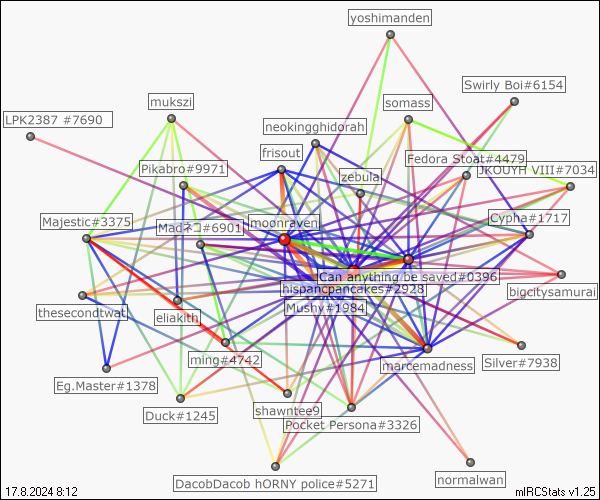 yoshimanden
Swirly Boi#6154
mukszi
somass
LPK2387 #7690
neokingghidorah
frisout
Fedora Stoat#4479
Pikabro#9971
zebula
JKOUYH VIII#7034
Majestic#3375
Madネコ#6901
moonraven
Cypha#1717
Can anything be saved#0396
hispancpancakes#2928
bigcitysamurai
thesecondtwat
eliakith
Mushy#1984
ming#4742
marcemadness
Silver#7938
Eg.Master#1378
Duck#1245
shawntee9
Pocket Persona#3326
DacobDacob hORNY police#5271
normalwan
17.8.2024 8:12
mIRCStats v1.25